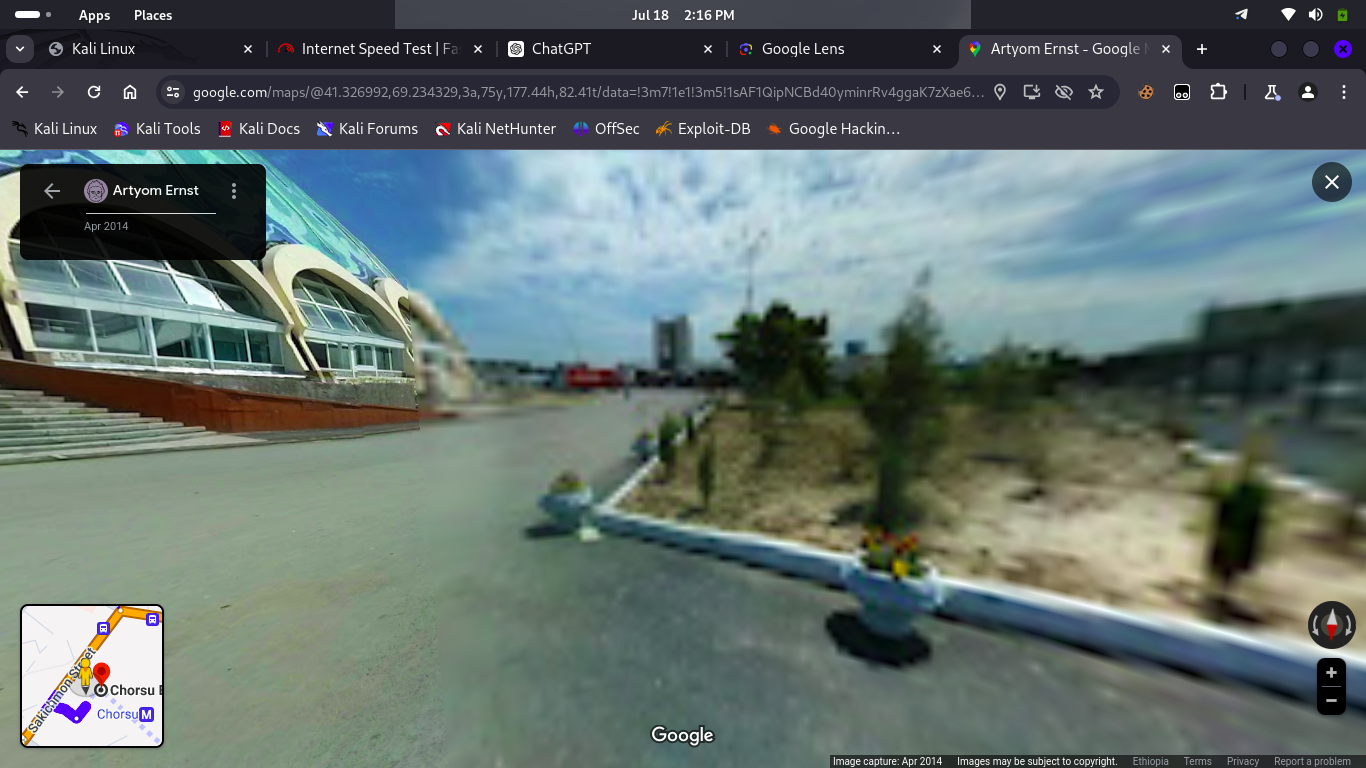 Apps Places Jul 18 2:16 PM
Kali Linux Internet Speed Test | Fa ChatGPT Google Lens Artyom Ernst - Google M
google.com/maps/@41.326992,69.234329,3a,75y,177.44h,82.41t/data=!3m7!1e1!3m5!1sAF1QipNCBd40yminrRv4ggaK7zXae6…
Kali Linux Kali Tools Kali Docs Kali Forums Kali NetHunter OffSec Exploit-DB Google Hackin…
Artyom Ernst
Apr 2014
Sakichmon Street
Chorsu
Chorsu M
Google
Image capture: Apr 2014 Images may be subject to copyright. Ethiopia Terms Privacy Report a problem